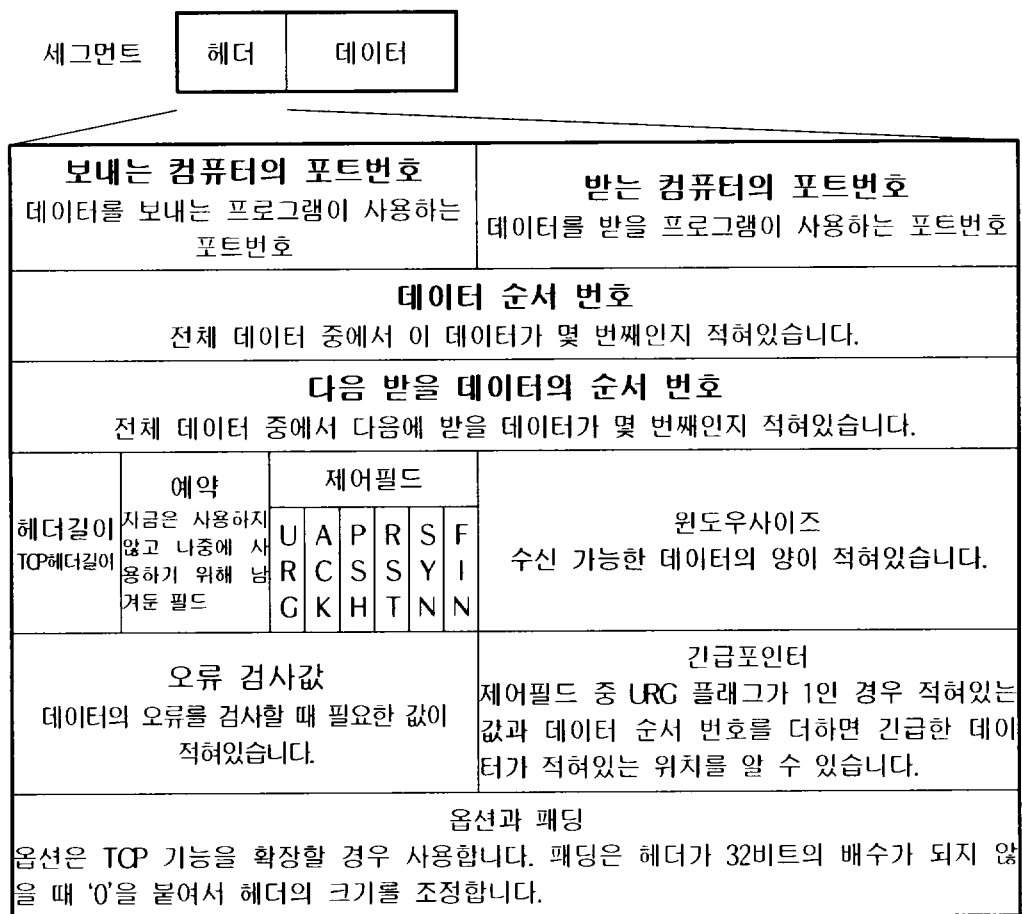 세그먼트 헤더 데이터
보내는 컴퓨터의 포트번호
데이터를 보내는 프로그램이 사용하는
포트번호
받는 컴퓨터의 포트번호
데이터를 받을 프로그램이 사용하는 포트번호
데이터 순서 번호
전체 데이터 중에서 이 데이터가 몇 번째인지 적혀있습니다.
다음 받을 데이터의 순서 번호
전체 데이터 중에서 다음에 받을 데이터가 몇 번째인지 적혀있습니다.
헤더길이
TCP헤더길이
예약
지금은 사용하지
않고 나중에 사
용하기 위해 남
겨둔 필드
제어필드
URG ACK PSH RST SYN FIN
윈도우사이즈
수신 가능한 데이터의 양이 적혀있습니다.
오류 검사값
데이터의 오류를 검사할 때 필요한 값이
적혀있습니다.
긴급포인터
제어필드 중 URG 플래그가 1인 경우 적혀있는
값과 데이터 순서 번호를 더하면 긴급한 데이
터가 적혀있는 위치를 알 수 있습니다.
옵션과 패딩
옵션은 TCP 기능을 확장할 경우 사용합니다. 패딩은 헤더가 32비트의 배수가 되지 않
을 때 '0'을 붙여서 헤더의 크기를 조정합니다.